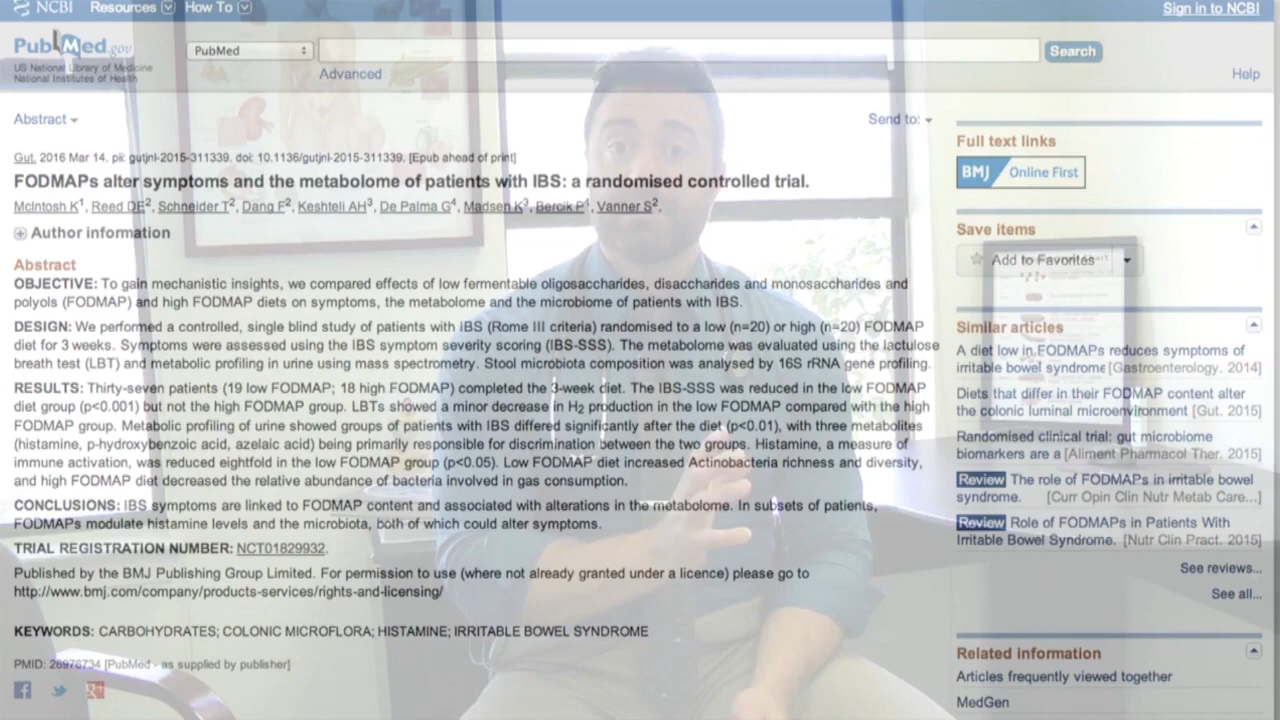 NCBI Resources How To Sign in to NCBI
PubMed.gov
US National Library of Medicine
National Institutes of Health
PubMed
Search
Advanced
Help
Abstract
Send to:
Gut. 2016 Mar 14. pii: gutjnl-2015-311339. doi: 10.1136/gutjnl-2015-311339. [Epub ahead of print]
FODMAPs alter symptoms and the metabolome of patients with IBS: a randomised controlled trial.
McIntosh K1, Reed DE2, Schneider T2, Dang F2, Keshteli AH3, De Palma G4, Madsen K3, Bercik P4, Vanner S2.
Author information
Abstract
OBJECTIVE: To gain mechanistic insights, we compared effects of low fermentable oligosaccharides, disaccharides and monosaccharides and
polyols (FODMAP) and high FODMAP diets on symptoms, the metabolome and the microbiome of patients with IBS.
DESIGN: We performed a controlled, single blind study of patients with IBS (Rome III criteria) randomised to a low (n=20) or high (n=20) FODMAP
diet for 3 weeks. Symptoms were assessed using the IBS symptom severity scoring (IBS-SSS). The metabolome was evaluated using the lactulose
breath test (LBT) and metabolic profiling in urine using mass spectrometry. Stool microbiota composition was analysed by 16S rRNA gene profiling.
RESULTS: Thirty-seven patients (19 low FODMAP; 18 high FODMAP) completed the 3-week diet. The IBS-SSS was reduced in the low FODMAP
diet group (p<0.001) but not the high FODMAP group. LBTs showed a minor decrease in H2 production in the low FODMAP compared with the high
FODMAP group. Metabolic profiling of urine showed groups of patients with IBS differed significantly after the diet (p<0.01), with three metabolites
(histamine, p-hydroxybenzoic acid, azelaic acid) being primarily responsible for discrimination between the two groups. Histamine, a measure of
immune activation, was reduced eightfold in the low FODMAP group (p<0.05). Low FODMAP diet increased Actinobacteria richness and diversity,
and high FODMAP diet decreased the relative abundance of bacteria involved in gas consumption.
CONCLUSIONS: IBS symptoms are linked to FODMAP content and associated with alterations in the metabolome. In subsets of patients,
FODMAPs modulate histamine levels and the microbiota, both of which could alter symptoms.
TRIAL REGISTRATION NUMBER: NCT01829932.
Published by the BMJ Publishing Group Limited. For permission to use (where not already granted under a licence) please go to
http://www.bmj.com/company/products-services/rights-and-licensing/
KEYWORDS: CARBOHYDRATES; COLONIC MICROFLORA; HISTAMINE; IRRITABLE BOWEL SYNDROME
PMID: 26976734 [PubMed - as supplied by publisher]
Full text links
BMJ Online First
Save items
Add to Favorites
Similar articles
A diet low in FODMAPs reduces symptoms of
irritable bowel syndrome [Gastroenterology. 2014]
Diets that differ in their FODMAP content alter
the colonic luminal microenvironment [Gut. 2015]
Randomised clinical trial: gut microbiome
biomarkers are a [Aliment Pharmacol Ther. 2015]
Review The role of FODMAPs in irritable bowel
syndrome. [Curr Opin Clin Nutr Metab Care...]
Review Role of FODMAPs in Patients With
Irritable Bowel Syndrome. [Nutr Clin Pract. 2015]
See reviews...
See all...
Related information
Articles frequently viewed together
MedGen